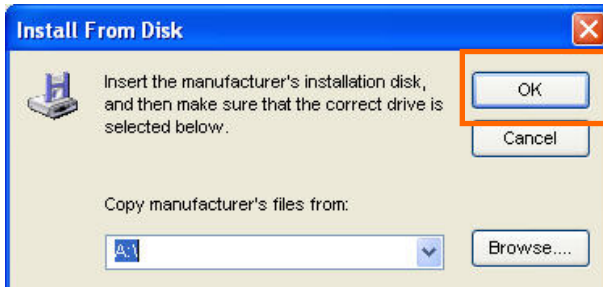 Install From Disk
Insert the manufacturer's installation disk,
and then make sure that the correct drive is
selected below.
OK
Cancel
Copy manufacturer's files from:
A:\
Browse....